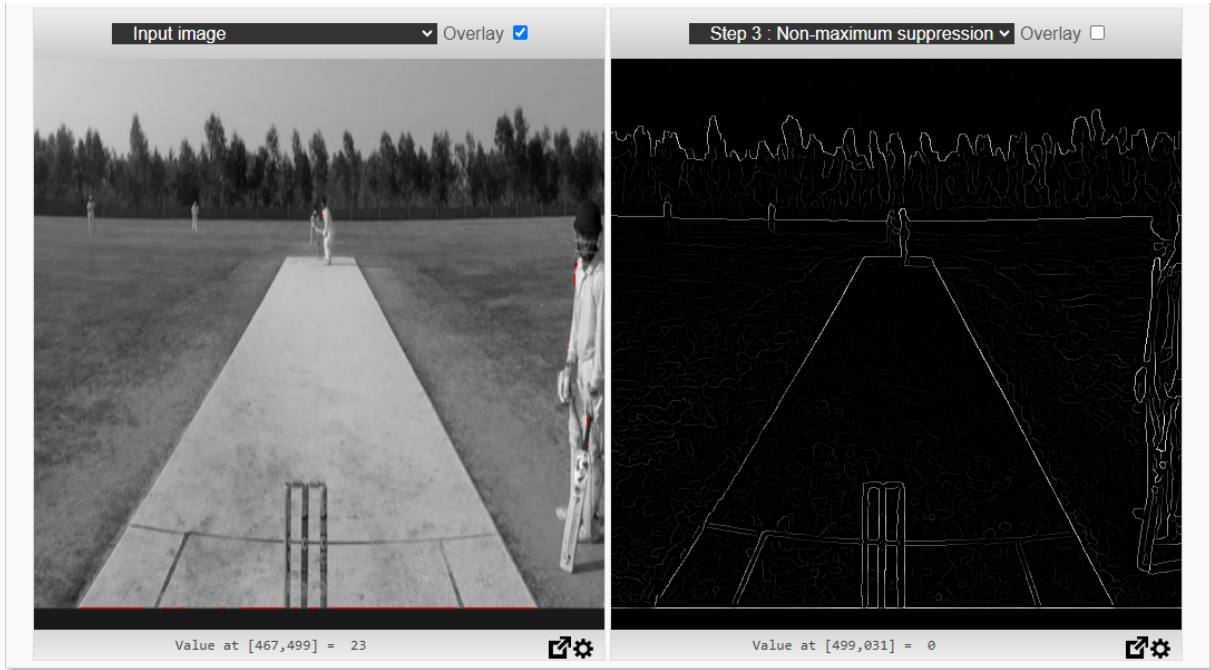 Input image Overlay
Step 3 : Non-maximum suppression Overlay
Value at [467,499] = 23
Value at [499,031] = 0